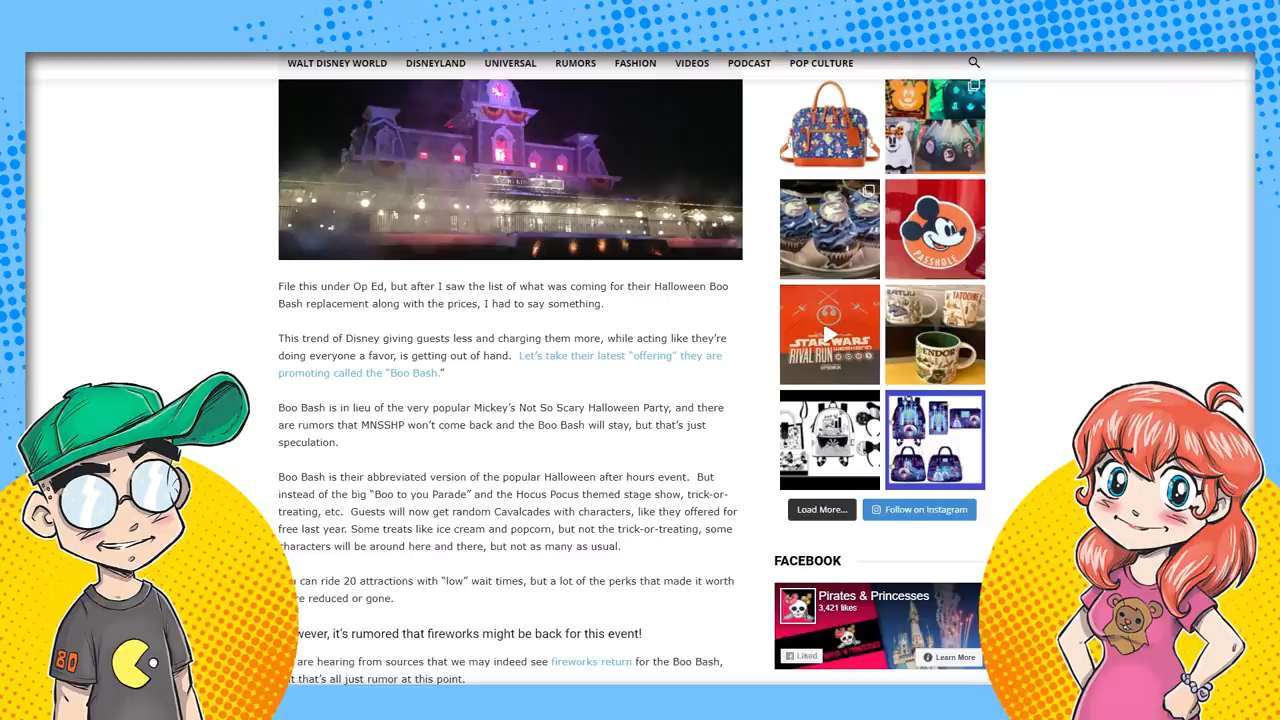 WALT DISNEY WORLD DISNEYLAND UNIVERSAL RUMORS FASHION VIDEOS PODCAST POP CULTURE
File this under Op Ed, but after I saw the list of what was coming for their Halloween Boo
Bash replacement along with the prices, I had to say something.
This trend of Disney giving guests less and charging them more, while acting like they're
doing everyone a favor, is getting out of hand. Let's take their latest "offering" they are
promoting called the "Boo Bash."
Boo Bash is in lieu of the very popular Mickey's Not So Scary Halloween Party, and there
are rumors that MNSSHP won't come back and the Boo Bash will stay, but that's just
speculation.
Boo Bash is their abbreviated version of the popular Halloween after hours event. But
instead of the big "Boo to you Parade" and the Hocus Pocus themed stage show, trick-or-
treating, etc. Guests will now get random Cavalcades with characters, like they offered for
free last year. Some treats like ice cream and popcorn, but not the trick-or-treating, some
characters will be around here and there, but not as many as usual.
can ride 20 attractions with "low" wait times, but a lot of the perks that made it worth
reduced or gone.
wever, it's rumored that fireworks might be back for this event!
are hearing from sources that we may indeed see fireworks return for the Boo Bash,
that's all just rumor at this point.
PASSHOLE
STAR WARS
RIVAL RUN
WEEKEND
TATOOINE
ENDOR
Load More...
Follow on Instagram
FACEBOOK
Pirates & Princesses
3,421 likes
Liked
Learn More
80